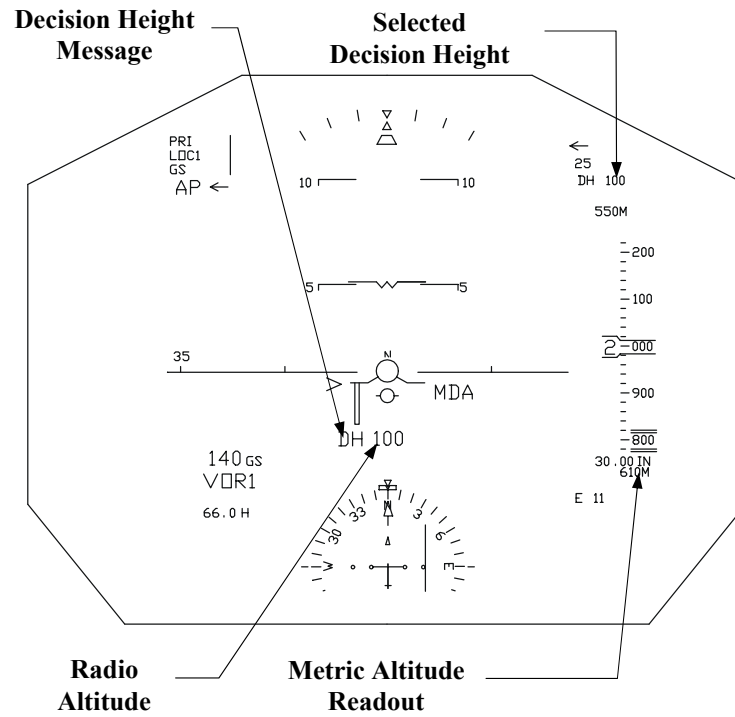 Decision Height
Message
Selected
Decision Height
PRI
LOC1
GS
AP
25
DH 100
550M
10 10
5 5
200
100
2 000
900
800
35
N
MDA
DH 100
140 GS
VOR1
66.0 H
30.00 IN
610M
E 11
30 33 N 3 6
W E
Radio
Altitude
Metric Altitude
Readout